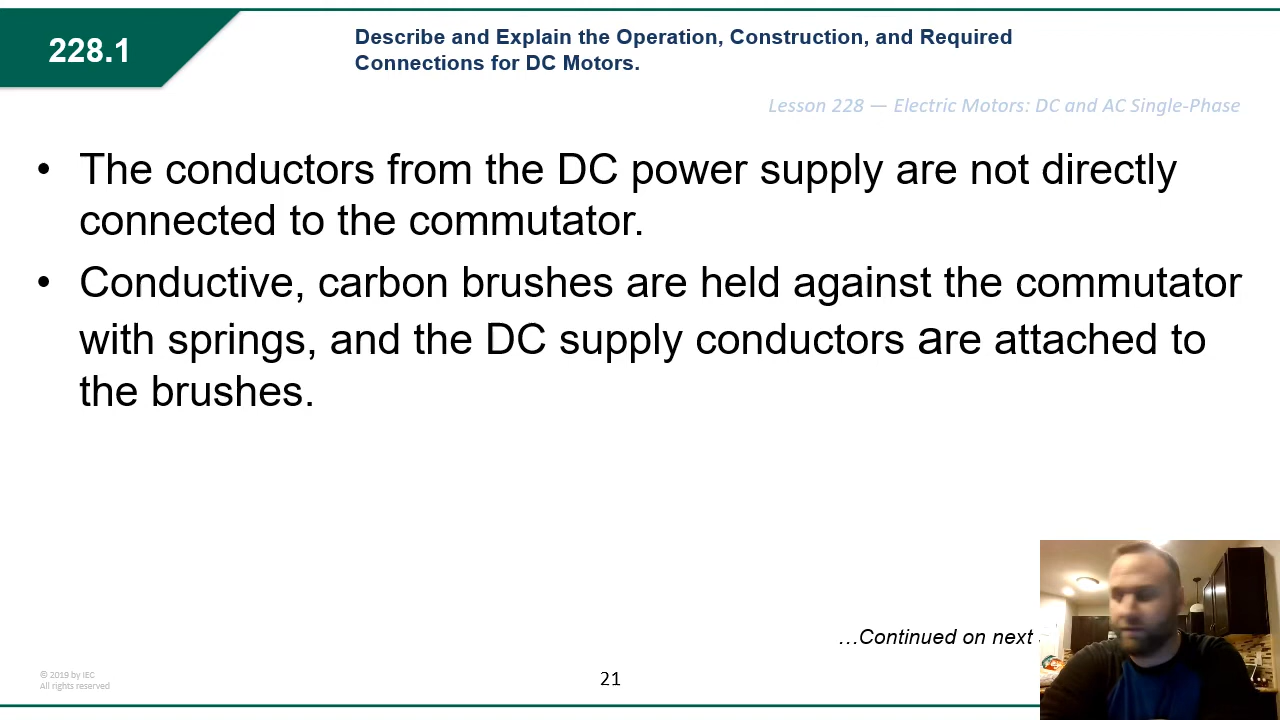 228.1
Describe and Explain the Operation, Construction, and Required
Connections for DC Motors.
Lesson 228 — Electric Motors: DC and AC Single-Phase
• The conductors from the DC power supply are not directly
connected to the commutator.
• Conductive, carbon brushes are held against the commutator
with springs, and the DC supply conductors are attached to
the brushes.
…Continued on next
© 2019 by IEC
All rights reserved
21